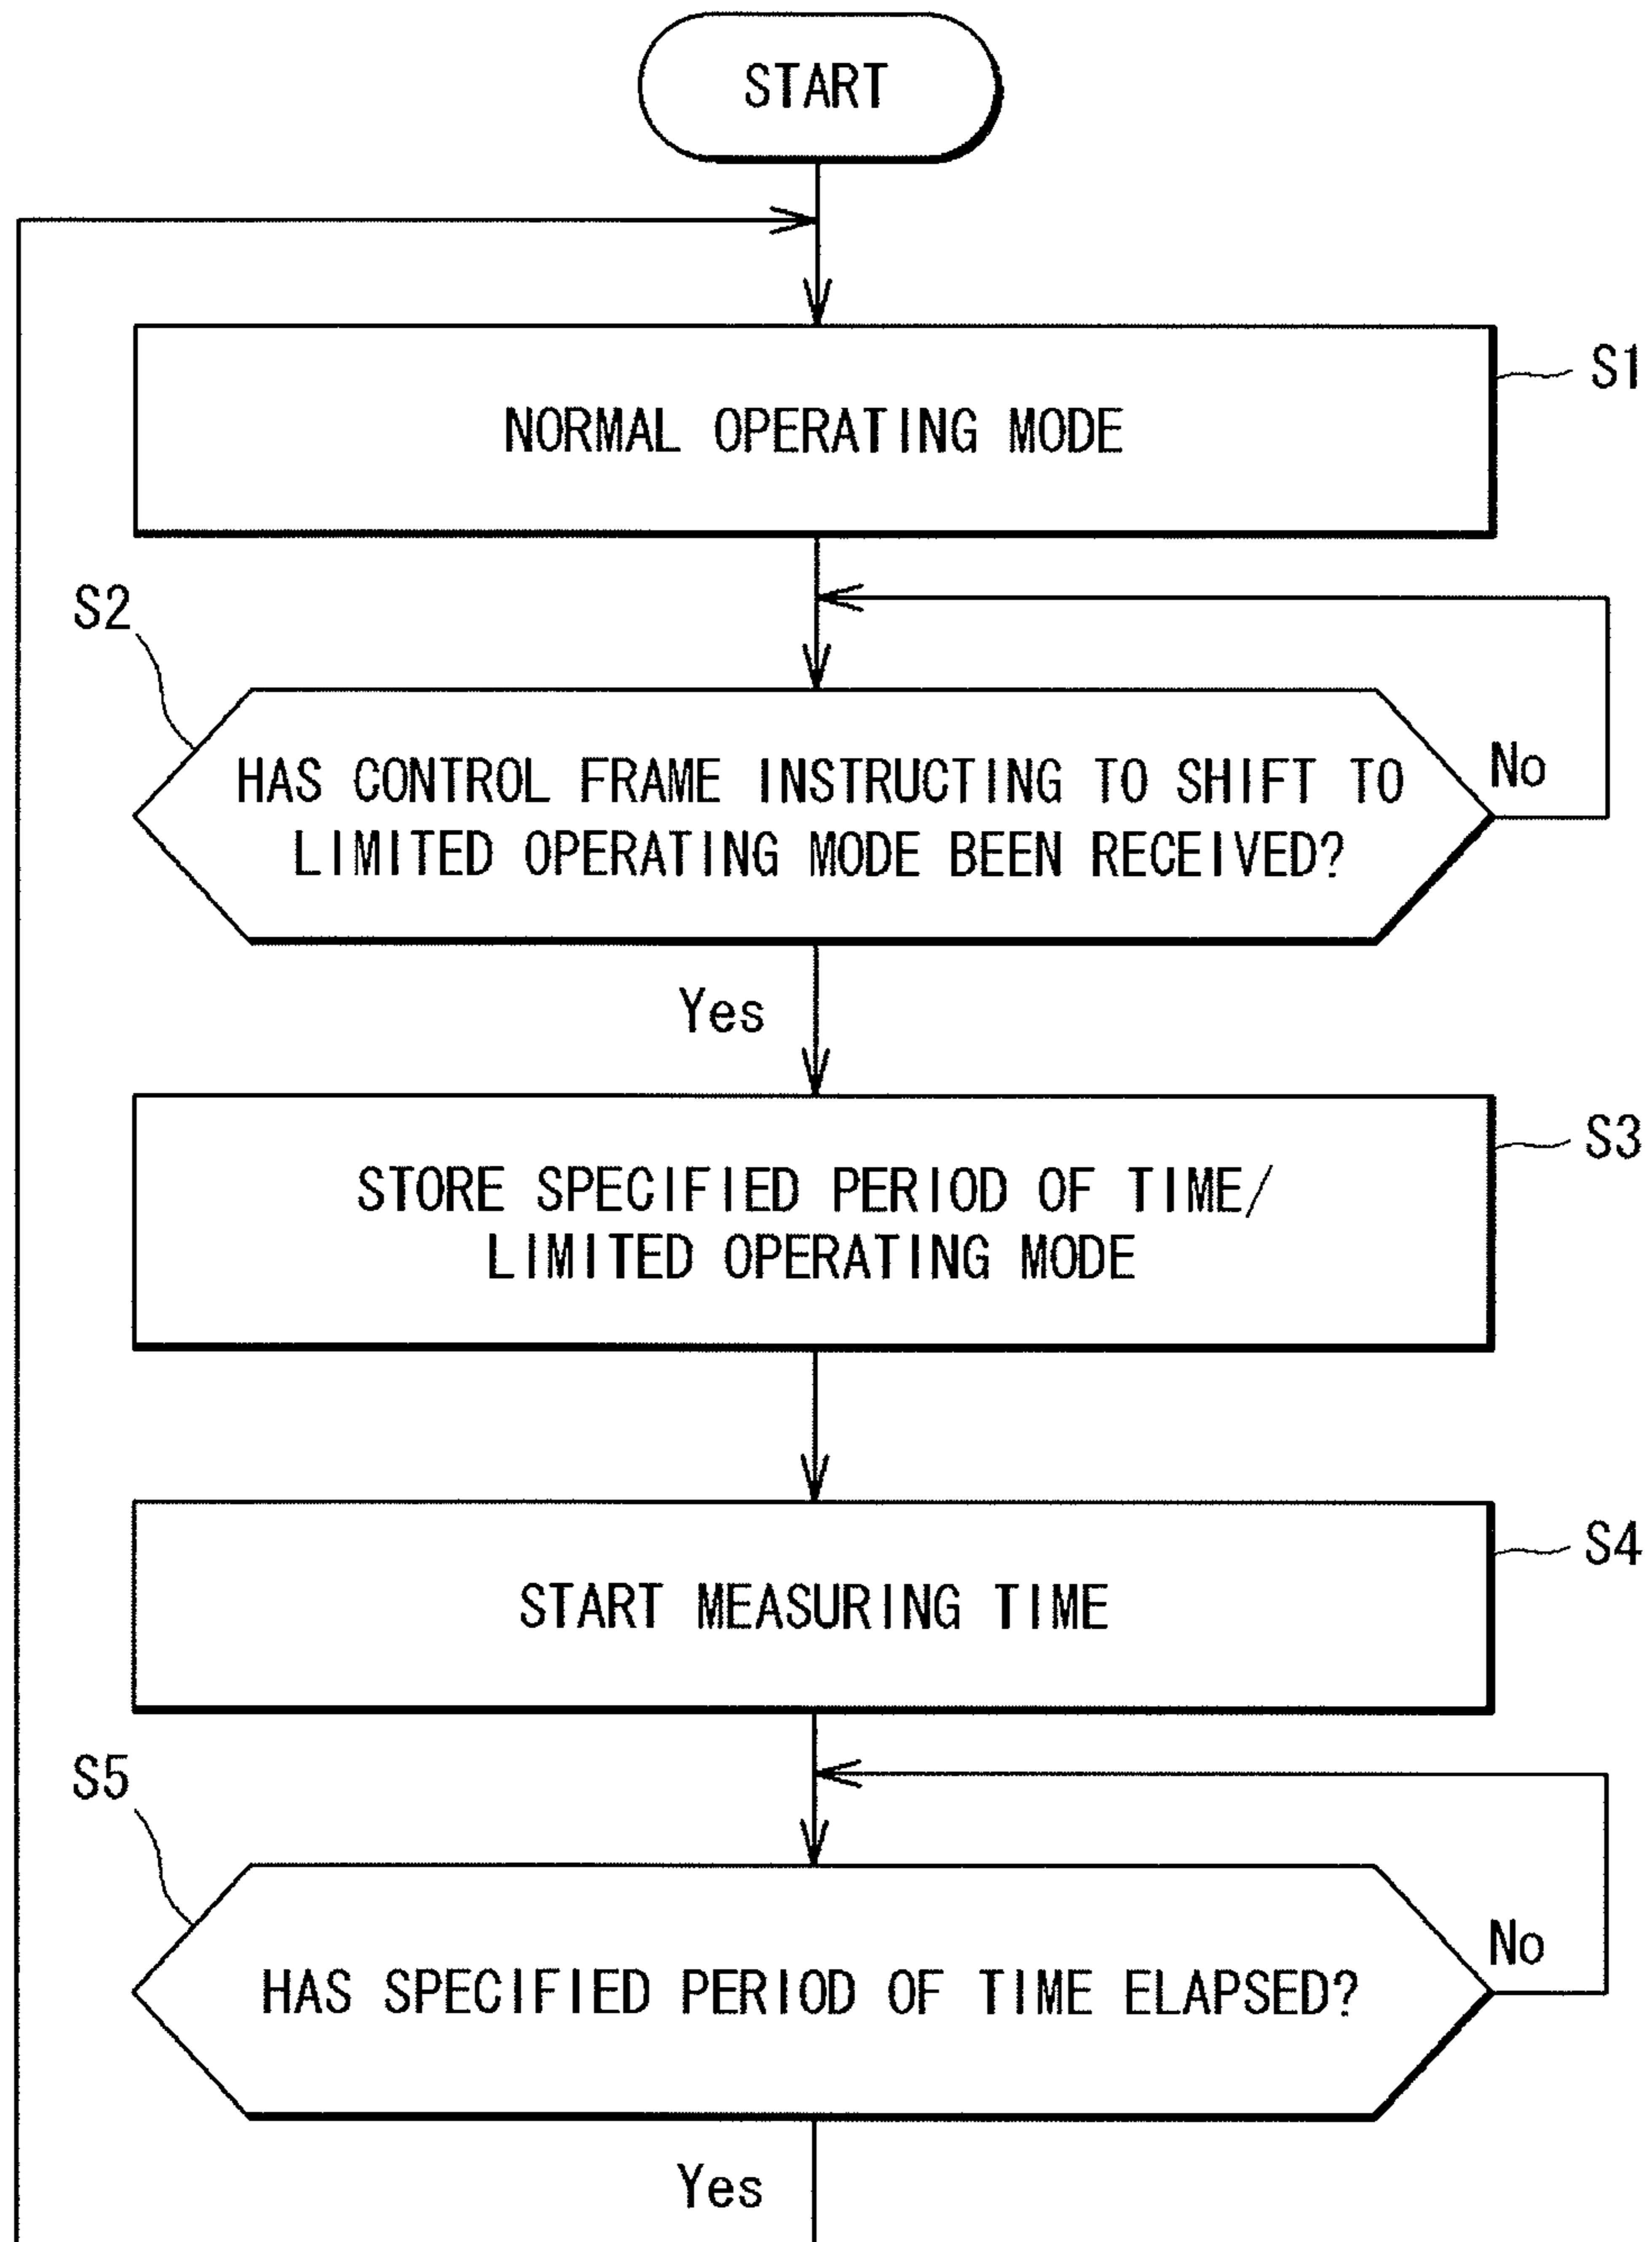 START
S1
NORMAL OPERATING MODE
S2
HAS CONTROL FRAME INSTRUCTING TO SHIFT TO
LIMITED OPERATING MODE BEEN RECEIVED?
No
Yes
S3
STORE SPECIFIED PERIOD OF TIME/
LIMITED OPERATING MODE
S4
START MEASURING TIME
S5
HAS SPECIFIED PERIOD OF TIME ELAPSED?
No
Yes